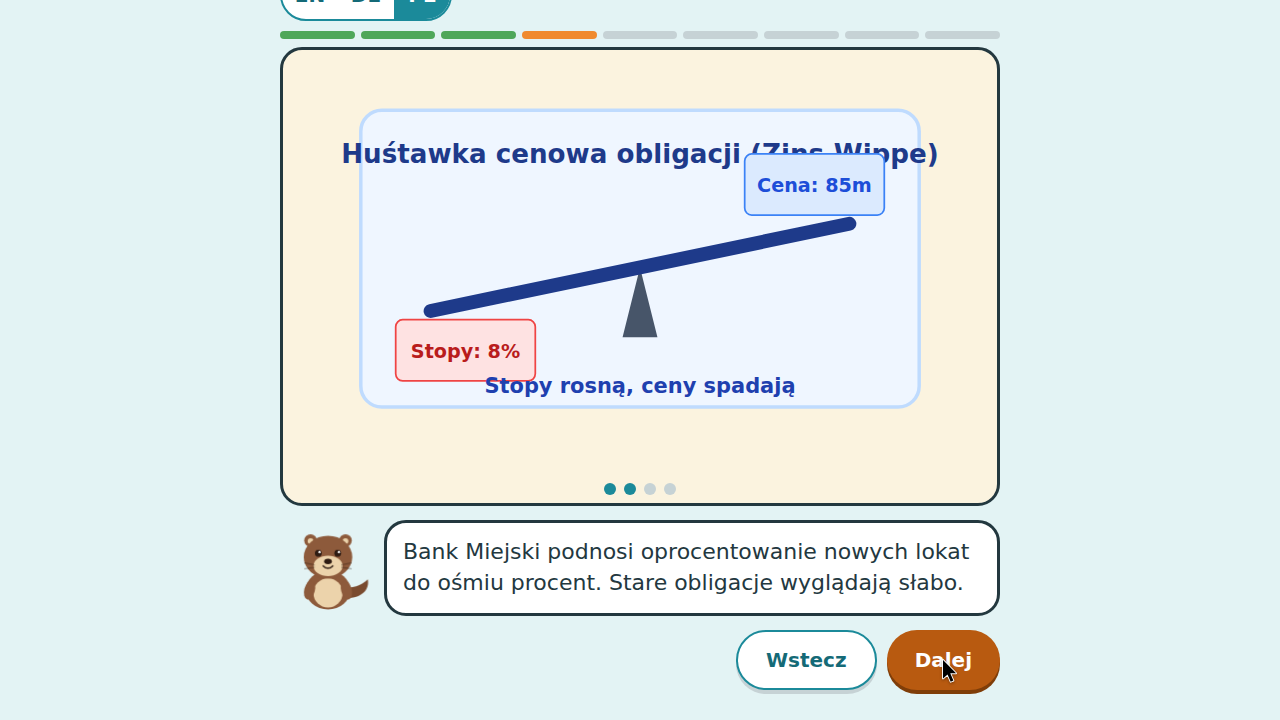 Huśtawka cenowa obligacji (Zins Wippe)
Cena: 85m
Stopy: 8%
Stopy rosną, ceny spadają
Bank Miejski podnosi oprocentowanie nowych lokat
do ośmiu procent. Stare obligacje wyglądają słabo.
Wstecz
Dalej